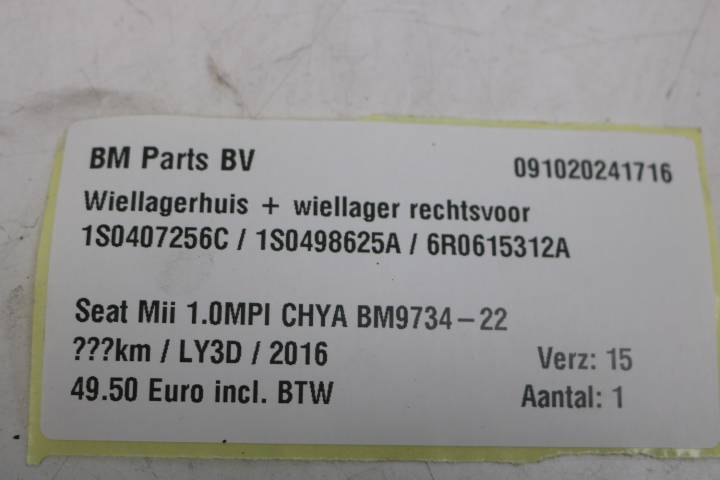 BM Parts BV 091020241716
Wiellagerhuis + wiellager rechtsvoor
1S0407256C / 1S0498625A / 6R0615312A
Seat Mii 1.0MPI CHYA BM9734-22
???km / LY3D / 2016 Verz: 15
49.50 Euro incl. BTW Aantal: 1